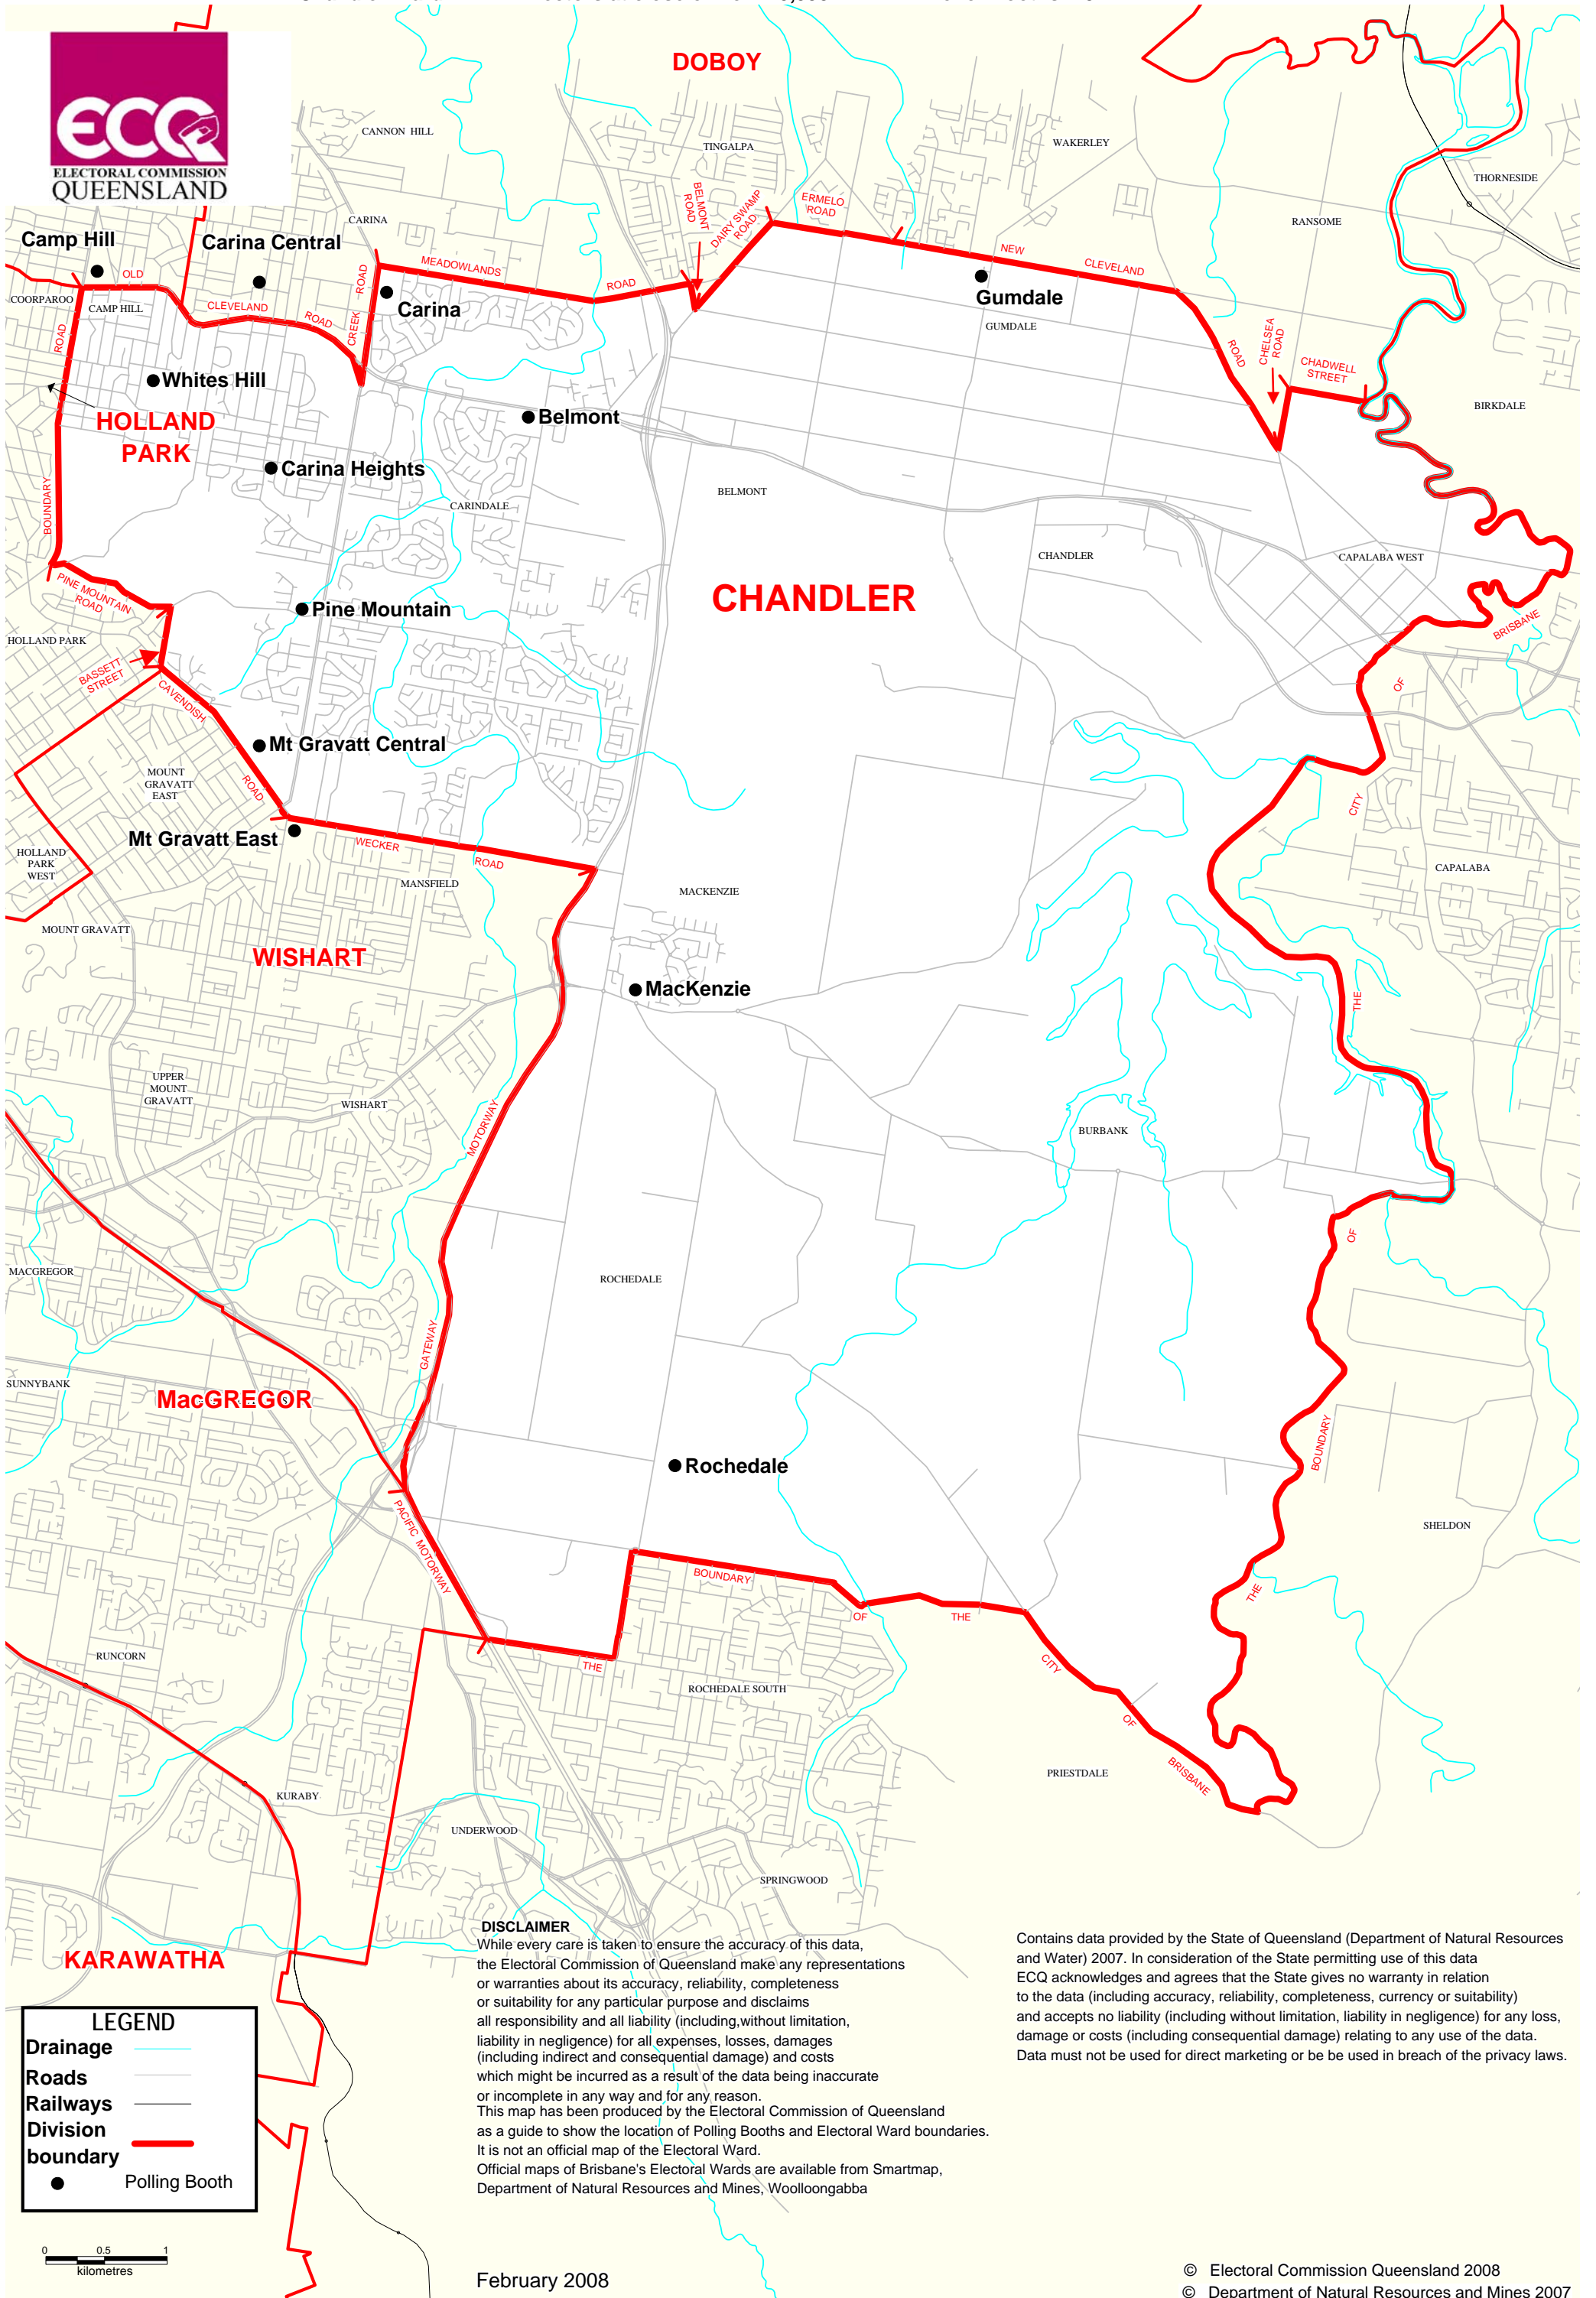 DOBOY
ECQ
ELECTORAL COMMISSION
QUEENSLAND
CANNON HILL
TINGALPA
WAKERLEY
THORNESIDE
RANSOME
CARINA
BELMONT
ROAD
DAIRY SWAMP
ROAD
ERMELO
ROAD
Camp Hill
Carina Central
OLD
COORPAROO
CAMP HILL
CLEVELAND
ROAD
CREEK
ROAD
MEADOWLANDS
ROAD
Carina
NEW
CLEVELAND
ROAD
Gumdale
GUMDALE
CHELSEA
ROAD
CHADWELL
STREET
BIRKDALE
ROAD
BOUNDARY
Whites Hill
HOLLAND
PARK
Belmont
Carina Heights
CARINDALE
BELMONT
CHANDLER
CAPALABA WEST
CHANDLER
PINE MOUNTAIN
ROAD
Pine Mountain
BRISBANE
HOLLAND PARK
BASSETT
STREET
CAVENDISH
ROAD
OF
Mt Gravatt Central
MOUNT
GRAVATT
EAST
CITY
Mt Gravatt East
WECKER
ROAD
HOLLAND
PARK
WEST
MANSFIELD
MACKENZIE
CAPALABA
MOUNT GRAVATT
WISHART
MacKenzie
THE
UPPER
MOUNT
GRAVATT
WISHART
MOTORWAY
BURBANK
OF
MACGREGOR
ROCHEDALE
GATEWAY
SUNNYBANK
MacGREGOR
BOUNDARY
Rochedale
PACIFIC MOTORWAY
SHELDON
BOUNDARY
OF
THE
THE
RUNCORN
THE
CITY
ROCHEDALE SOUTH
OF
BRISBANE
PRIESTDALE
KURABY
UNDERWOOD
SPRINGWOOD
KARAWATHA
DISCLAIMER
While every care is taken to ensure the accuracy of this data,
the Electoral Commission of Queensland make any representations
or warranties about its accuracy, reliability, completeness
or suitability for any particular purpose and disclaims
all responsibility and all liability (including,without limitation,
liability in negligence) for all expenses, losses, damages
(including indirect and consequential damage) and costs
which might be incurred as a result of the data being inaccurate
or incomplete in any way and for any reason.
This map has been produced by the Electoral Commission of Queensland
as a guide to show the location of Polling Booths and Electoral Ward boundaries.
It is not an official map of the Electoral Ward.
Official maps of Brisbane's Electoral Wards are available from Smartmap,
Department of Natural Resources and Mines, Woolloongabba
Contains data provided by the State of Queensland (Department of Natural Resources
and Water) 2007. In consideration of the State permitting use of this data
ECQ acknowledges and agrees that the State gives no warranty in relation
to the data (including accuracy, reliability, completeness, currency or suitability)
and accepts no liability (including without limitation, liability in negligence) for any loss,
damage or costs (including consequential damage) relating to any use of the data.
Data must not be used for direct marketing or be be used in breach of the privacy laws.
LEGEND
Drainage
Roads
Railways
Division
boundary
Polling Booth
0 0.5 1
kilometres
February 2008
© Electoral Commission Queensland 2008
© Department of Natural Resources and Mines 2007